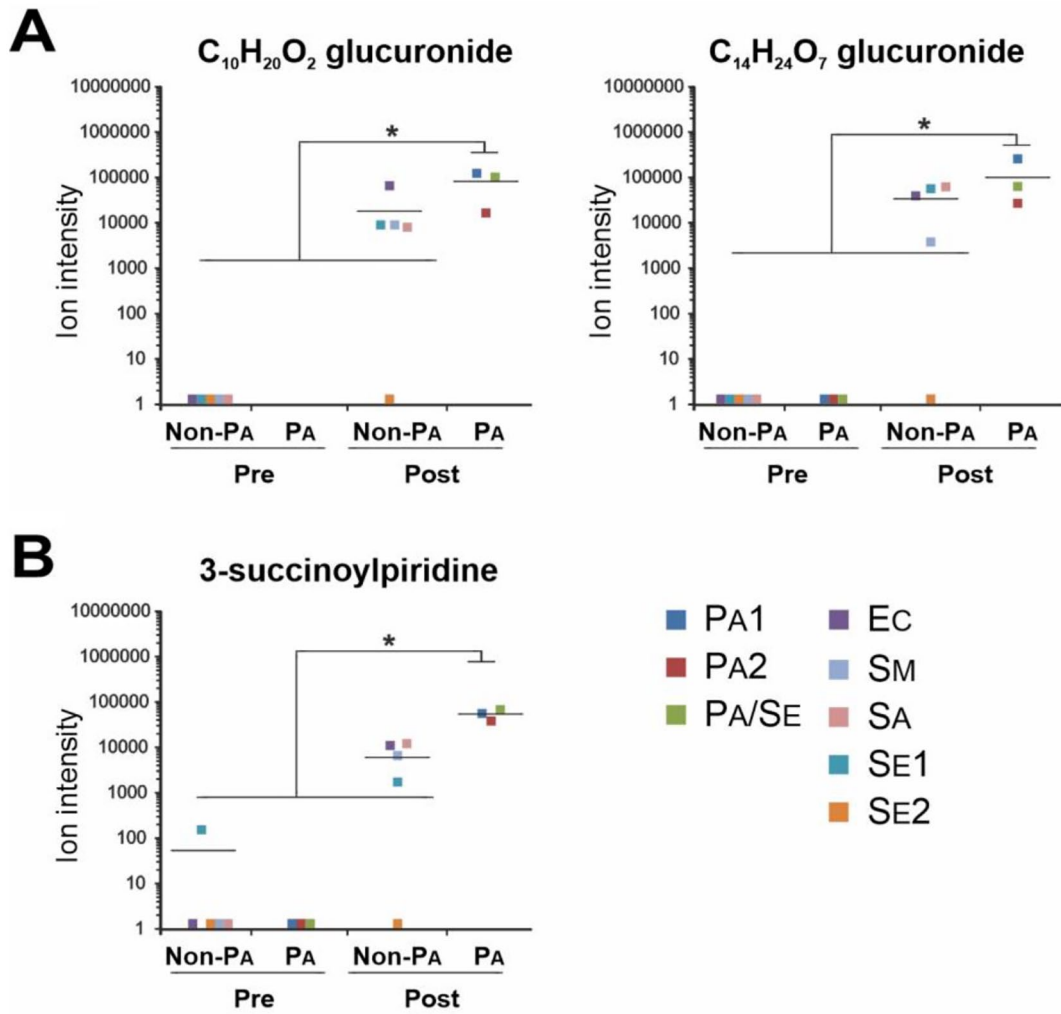 A
C₁₀H₂₀O₂ glucuronide
Ion intensity
10000000
1000000
100000
10000
1000
100
10
1
*
Non-PA PA Non-PA PA
Pre Post
C₁₄H₂₄O₇ glucuronide
Ion intensity
10000000
1000000
100000
10000
1000
100
10
1
*
Non-PA PA Non-PA PA
Pre Post
B
3-succinoylpiridine
Ion intensity
10000000
1000000
100000
10000
1000
100
10
1
*
Non-PA PA Non-PA PA
Pre Post
PA1
PA2
PA/SE
EC
SM
SA
SE1
SE2